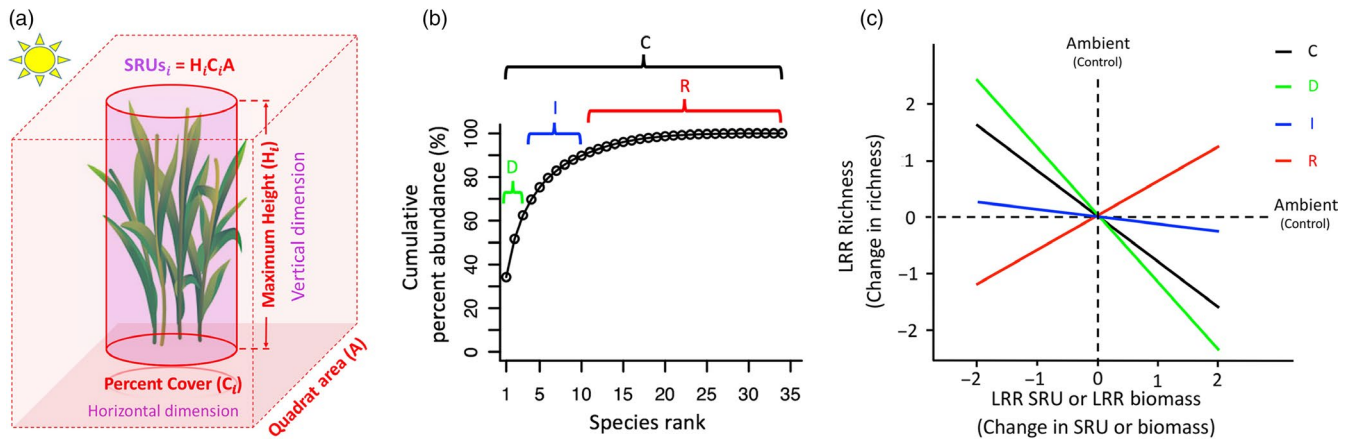 (a)
SRUsᵢ = HᵢCᵢA
Maximum Height (Hᵢ)
Vertical dimension
Percent Cover (Cᵢ)
Horizontal dimension
Quadrat area (A)
(b)
C
R
I
D
Cumulative
percent abundance (%)
100
80
60
40
20
0
1 5 10 15 20 25 30 35
Species rank
(c)
Ambient
(Control)
C
D
I
R
Ambient
(Control)
LRR Richness
(Change in richness)
2
1
0
−1
−2
−2 −1 0 1 2
LRR SRU or LRR biomass
(Change in SRU or biomass)